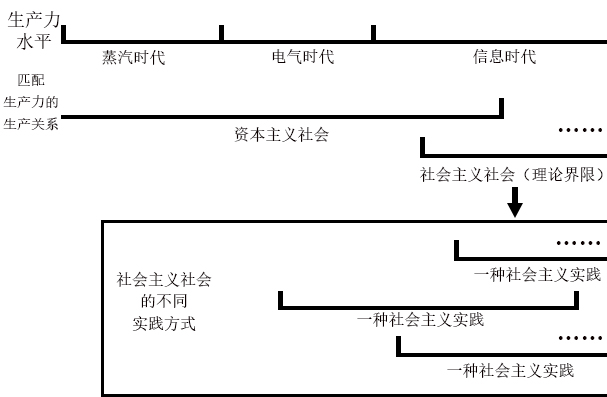 生产力
水平
蒸汽时代
电气时代
信息时代
匹配
生产力的
生产关系
资本主义社会
……
社会主义社会（理论界限）
社会主义社会
的不同
实践方式
……
一种社会主义实践
一种社会主义实践
……
一种社会主义实践